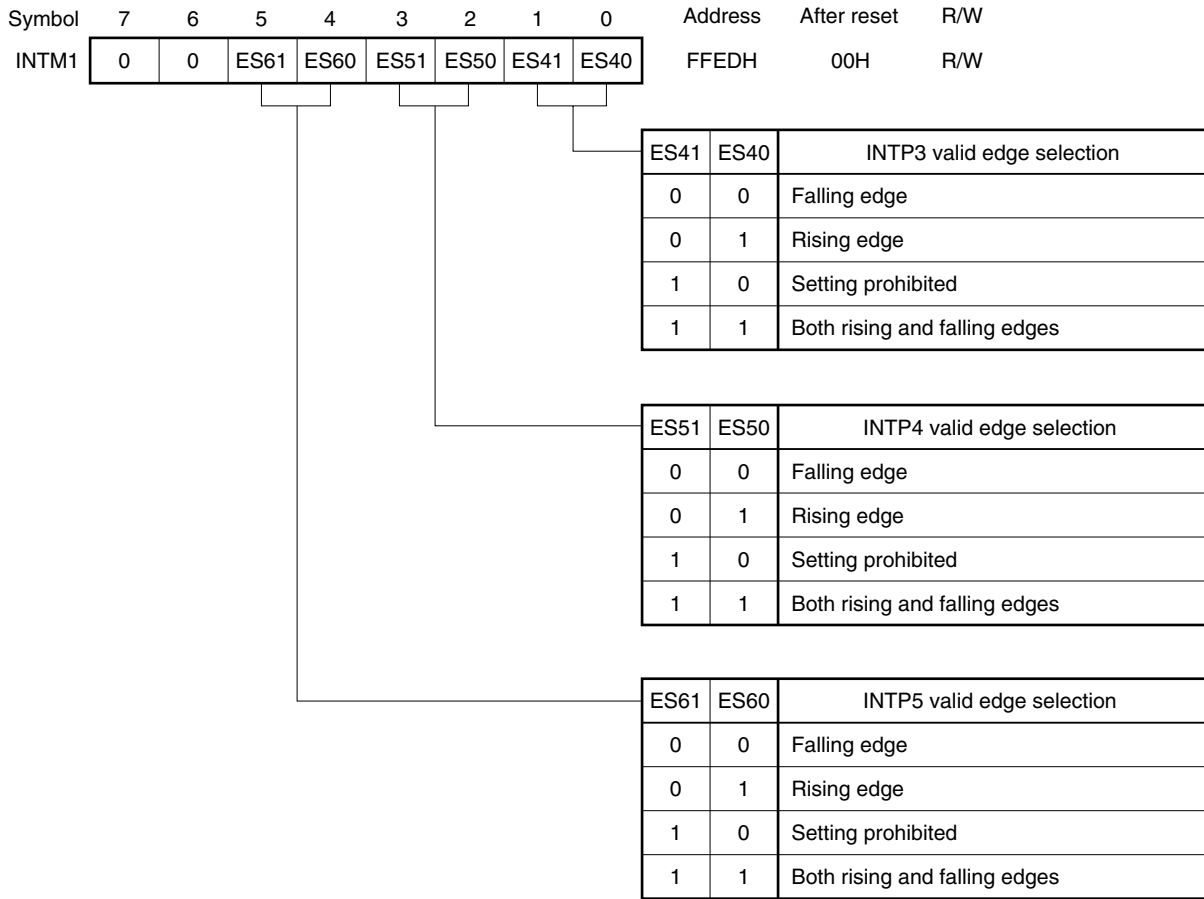 Symbol 7 6 5 4 3 2 1 0 Address After reset R/W
INTM1 0 0 ES61 ES60 ES51 ES50 ES41 ES40 FFEDH 00H R/W
ES41 ES40 INTP3 valid edge selection
0 0 Falling edge
0 1 Rising edge
1 0 Setting prohibited
1 1 Both rising and falling edges
ES51 ES50 INTP4 valid edge selection
0 0 Falling edge
0 1 Rising edge
1 0 Setting prohibited
1 1 Both rising and falling edges
ES61 ES60 INTP5 valid edge selection
0 0 Falling edge
0 1 Rising edge
1 0 Setting prohibited
1 1 Both rising and falling edges